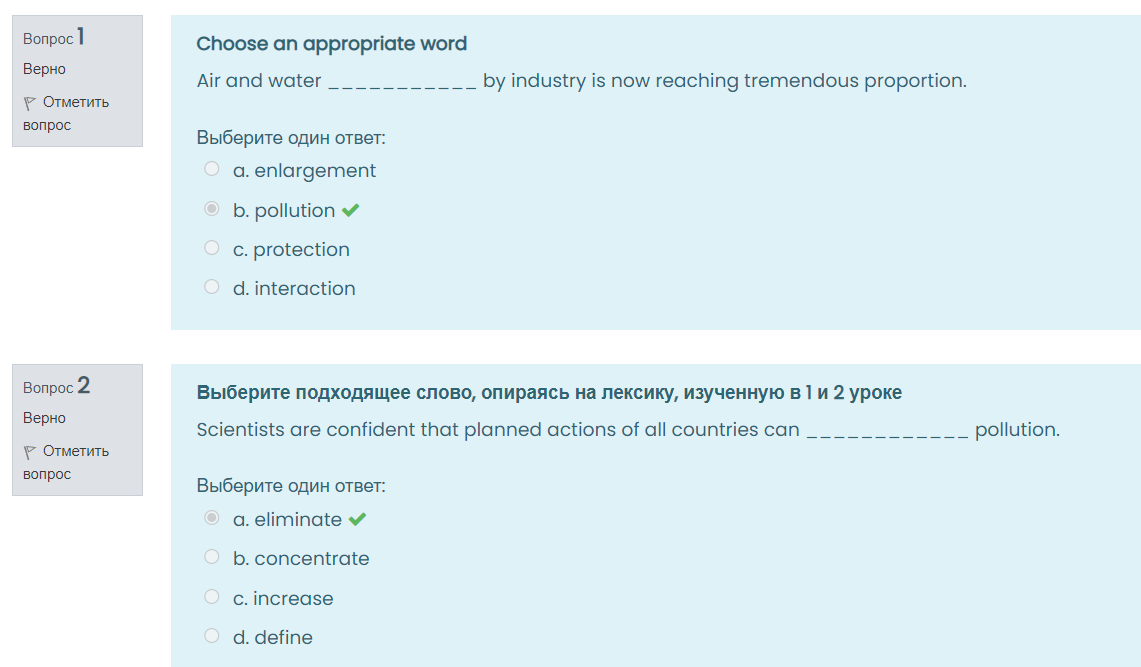 Вопрос 1
Верно
Отметить
вопрос
Choose an appropriate word
Air and water ___________ by industry is now reaching tremendous proportion.
Выберите один ответ:
a. enlargement
b. pollution
c. protection
d. interaction
Вопрос 2
Верно
Отметить
вопрос
Выберите подходящее слово, опираясь на лексику, изученную в 1 и 2 уроке
Scientists are confident that planned actions of all countries can ____________ pollution.
Выберите один ответ:
a. eliminate
b. concentrate
c. increase
d. define